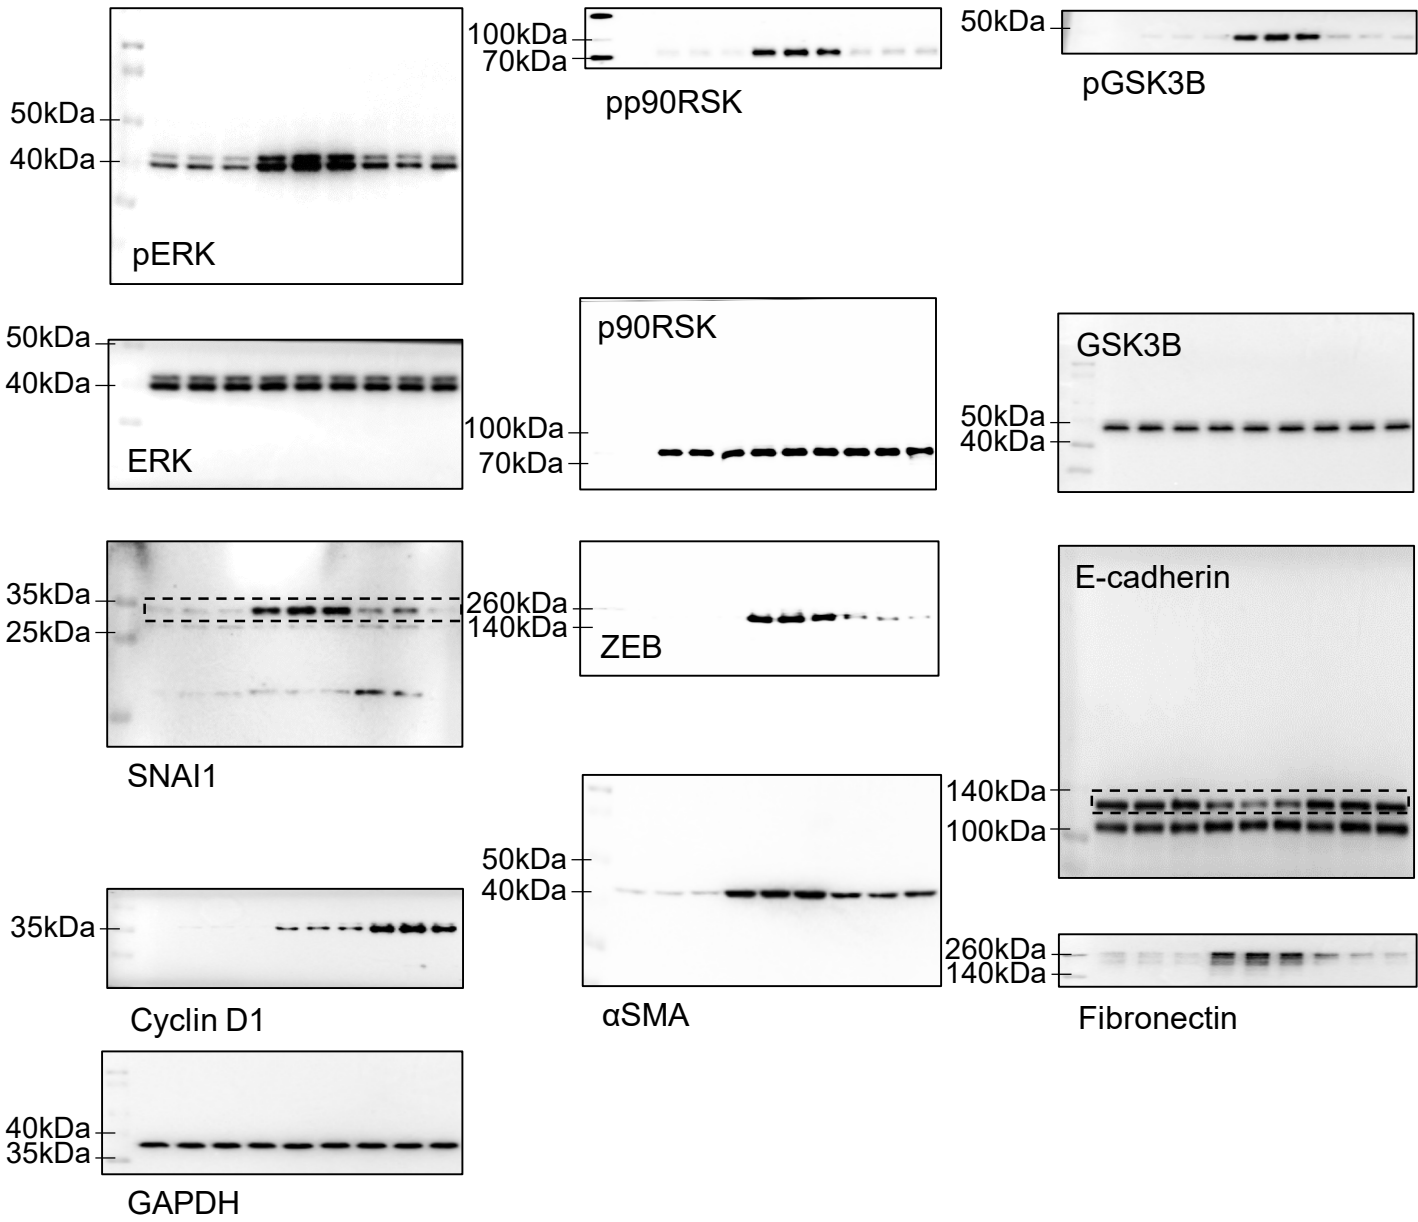 50kDa
40kDa
pERK
100kDa
70kDa
pp90RSK
50kDa
pGSK3B
50kDa
40kDa
ERK
p90RSK
100kDa
70kDa
GSK3B
50kDa
40kDa
35kDa
25kDa
SNAI1
260kDa
140kDa
ZEB
E-cadherin
140kDa
100kDa
35kDa
Cyclin D1
50kDa
40kDa
αSMA
260kDa
140kDa
Fibronectin
40kDa
35kDa
GAPDH